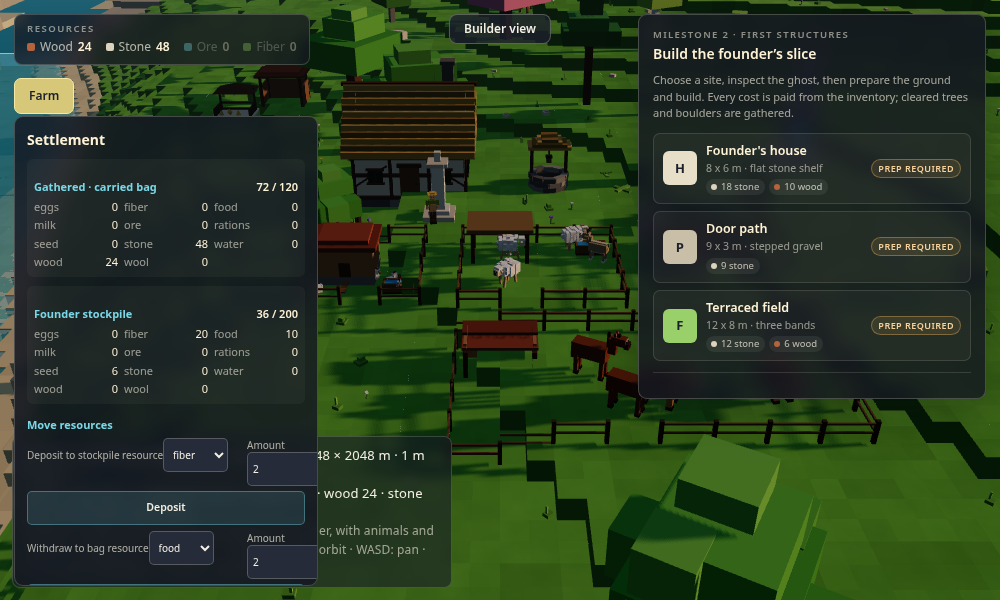 RESOURCES
Wood 24 Stone 48 Ore 0 Fiber 0
Farm
Settlement
Gathered · carried bag 72 / 120
eggs 0 fiber 0 food 0
milk 0 ore 0 rations 0
seed 0 stone 48 water 0
wood 24 wool 0
Founder stockpile 36 / 200
eggs 0 fiber 20 food 10
milk 0 ore 0 rations 0
seed 6 stone 0 water 0
wood 0 wool 0
Move resources
Deposit to stockpile resource fiber Amount 2
Deposit
Withdraw to bag resource food Amount 2
48 × 2048 m · 1 m
· wood 24 · stone
er, with animals and
orbit · WASD: pan ·
Builder view
MILESTONE 2 · FIRST STRUCTURES
Build the founder’s slice
Choose a site, inspect the ghost, then prepare the ground
and build. Every cost is paid from the inventory; cleared trees
and boulders are gathered.
H Founder's house
8 x 6 m · flat stone shelf
18 stone 10 wood
PREP REQUIRED
P Door path
9 x 3 m · stepped gravel
9 stone
PREP REQUIRED
F Terraced field
12 x 8 m · three bands
12 stone 6 wood
PREP REQUIRED